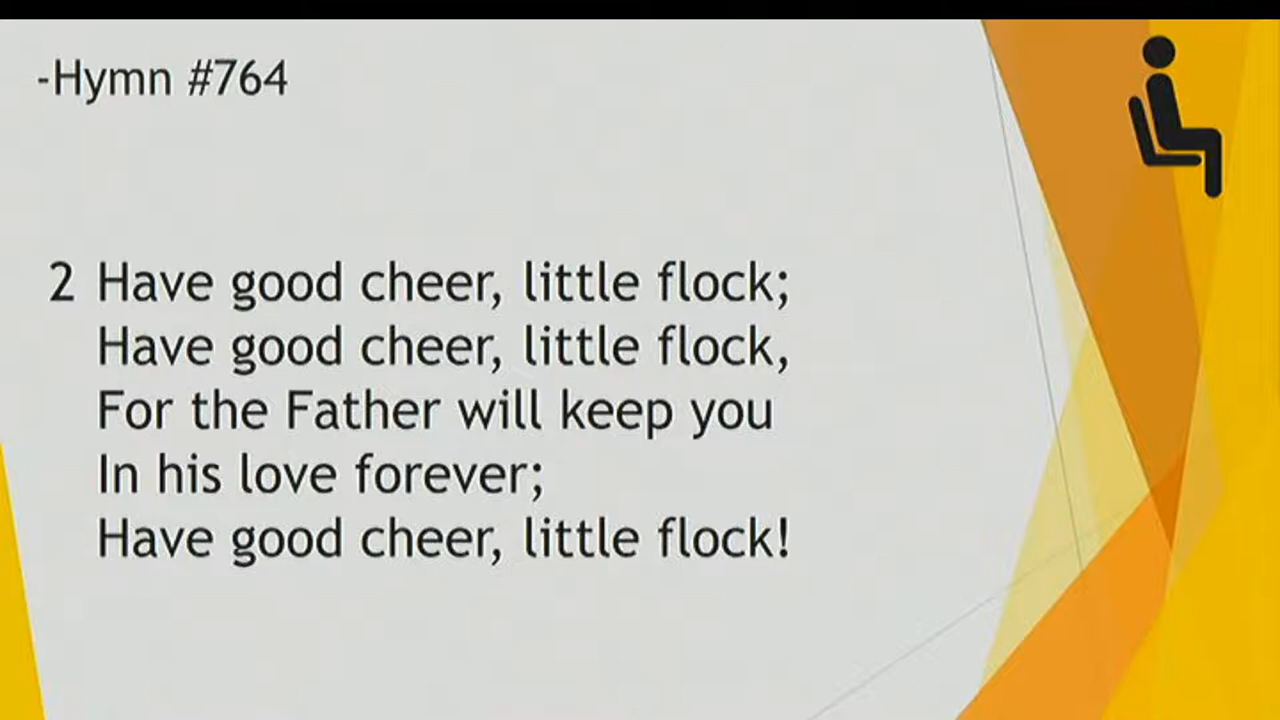 -Hymn #764
2 Have good cheer, little flock;
Have good cheer, little flock,
For the Father will keep you
In his love forever;
Have good cheer, little flock!